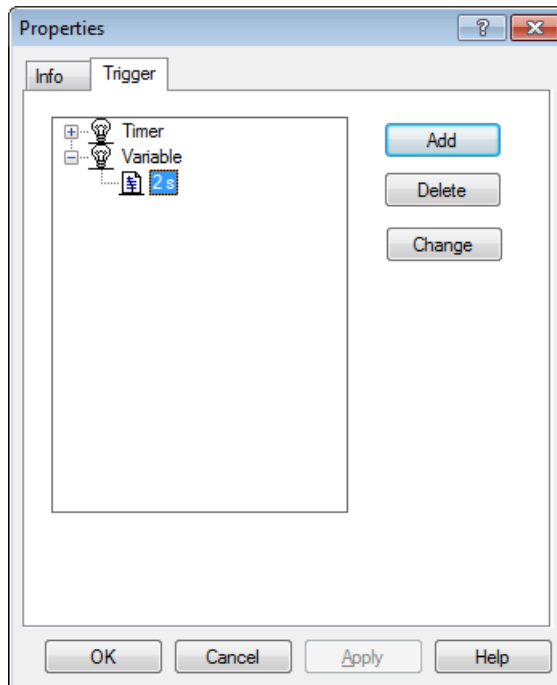 Properties
Info
Trigger
Timer
Variable
2 s
Add
Delete
Change
OK
Cancel
Apply
Help